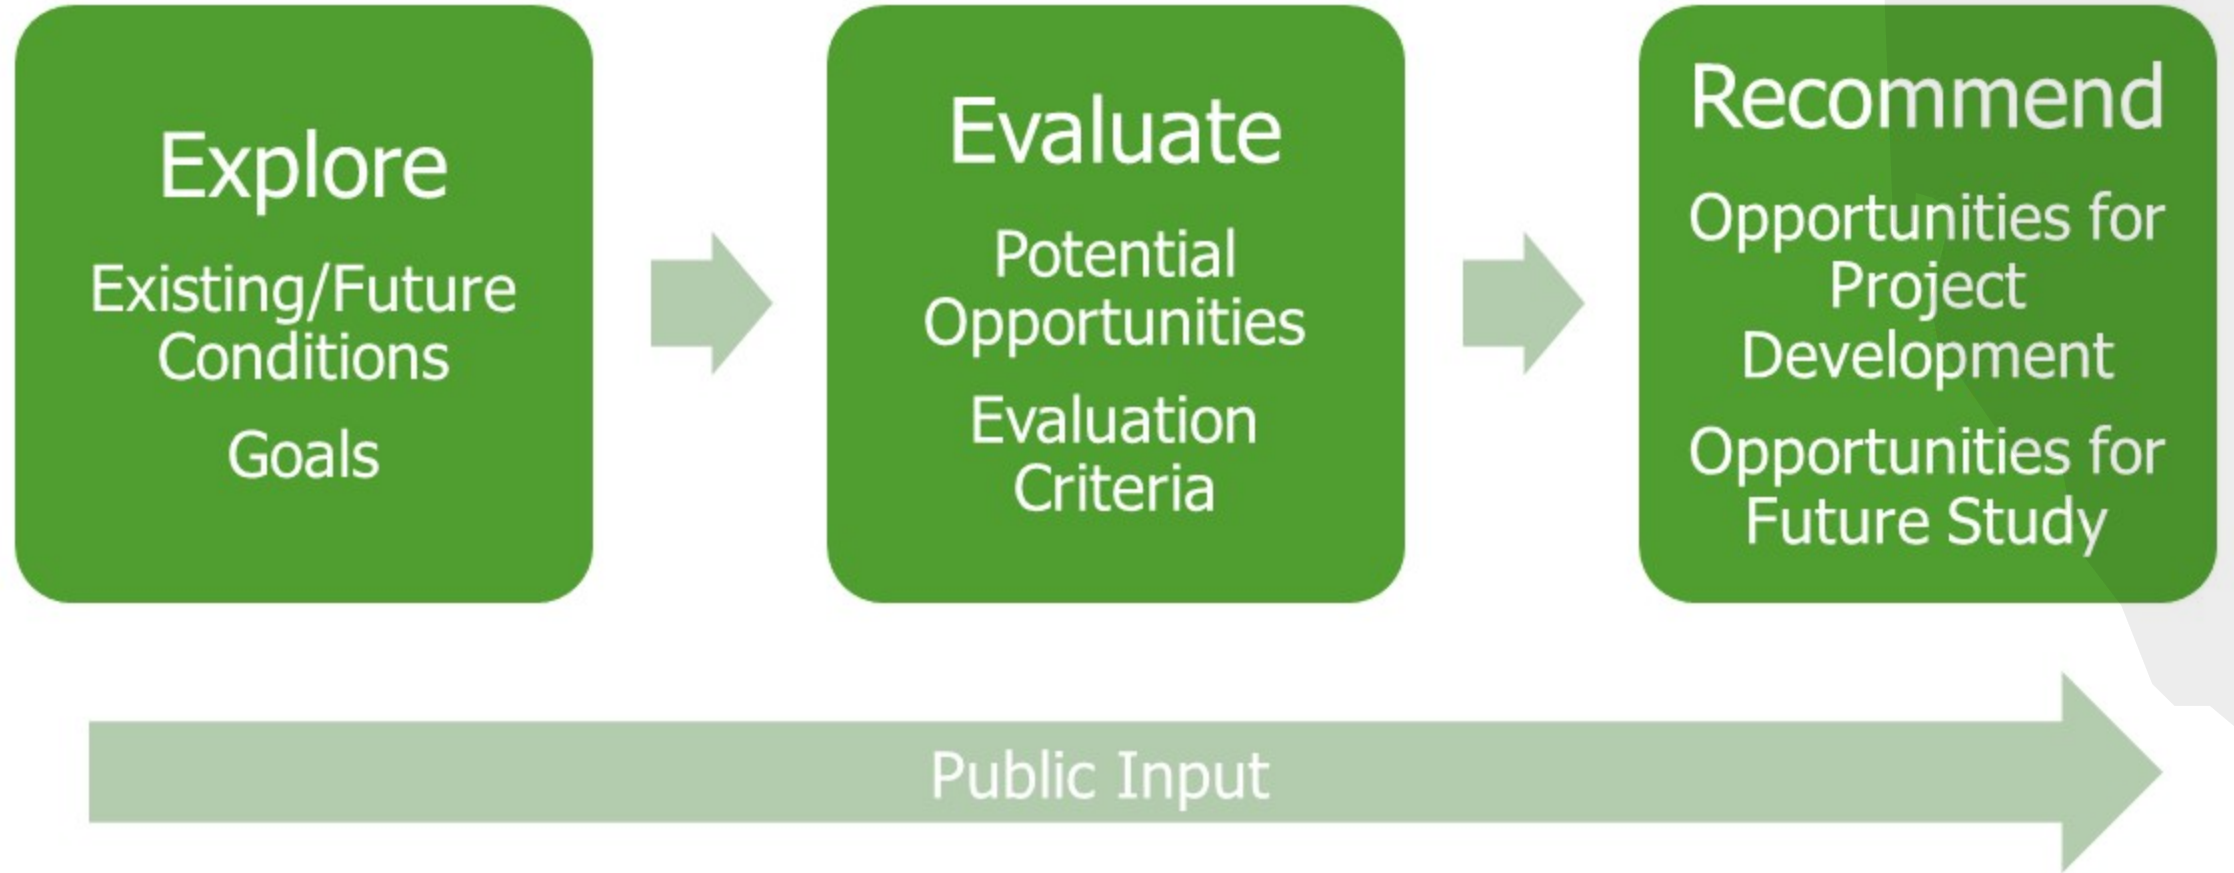 Explore
Existing/Future
Conditions
Goals
Evaluate
Potential
Opportunities
Evaluation
Criteria
Recommend
Opportunities for
Project
Development
Opportunities for
Future Study
Public Input